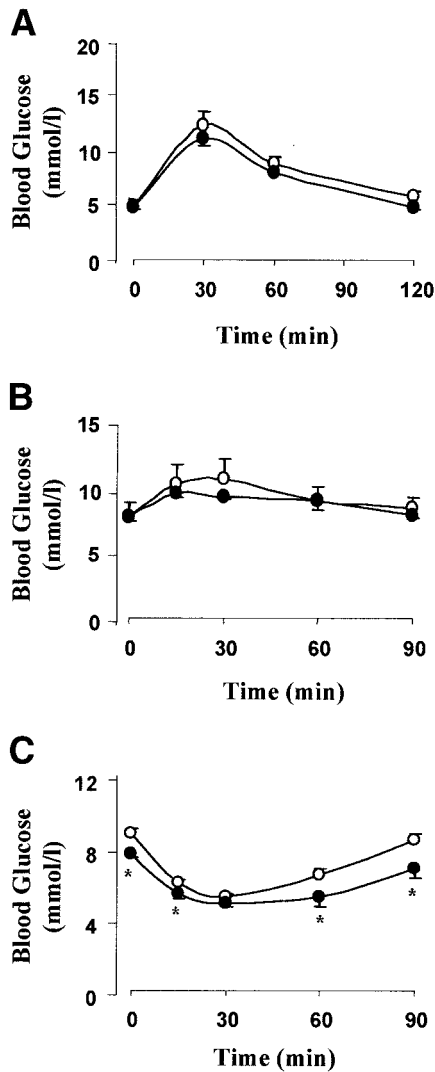 A
Blood Glucose
(mmol/l)
20
15
10
5
0
0 30 60 90 120
Time (min)
B
Blood Glucose
(mmol/l)
15
10
5
0
0 30 60 90
Time (min)
C
Blood Glucose
(mmol/l)
12
8
4
0
* * * *
0 30 60 90
Time (min)